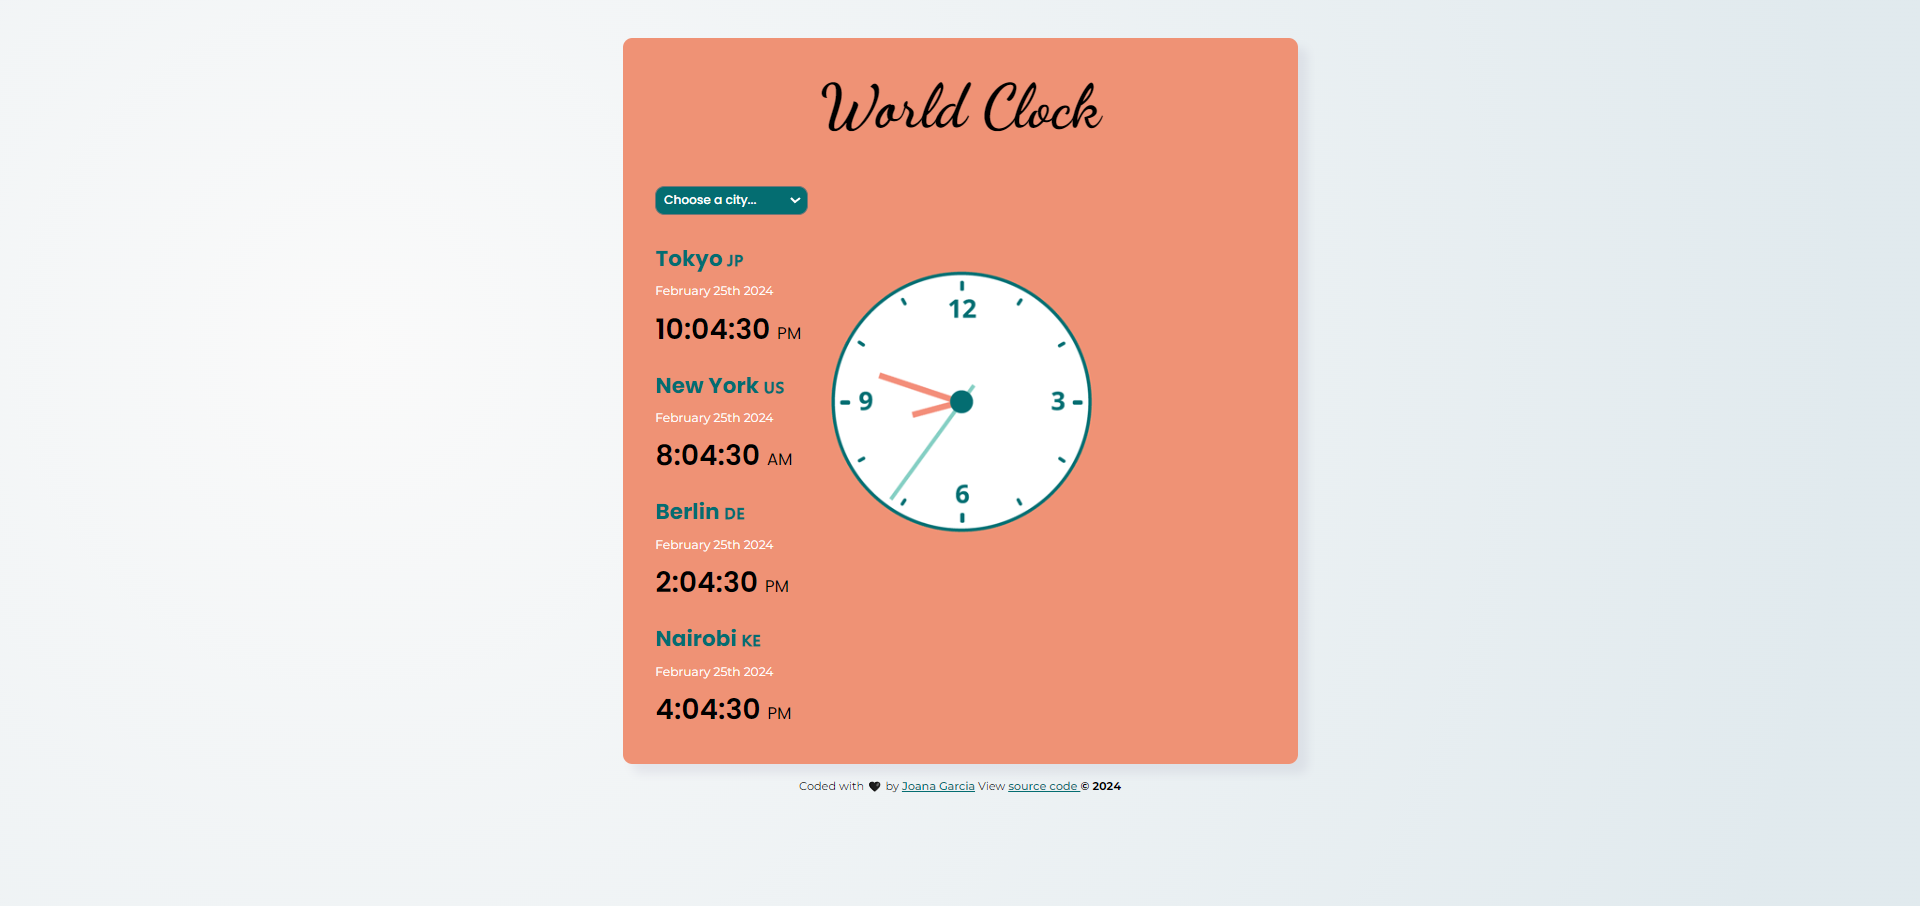 World Clock
Choose a city...
Tokyo JP
February 25th 2024
10:04:30 PM
New York US
February 25th 2024
8:04:30 AM
Berlin DE
February 25th 2024
2:04:30 PM
Nairobi KE
February 25th 2024
4:04:30 PM
12
9 3
6
Coded with 🖤 by Joana Garcia View source code © 2024